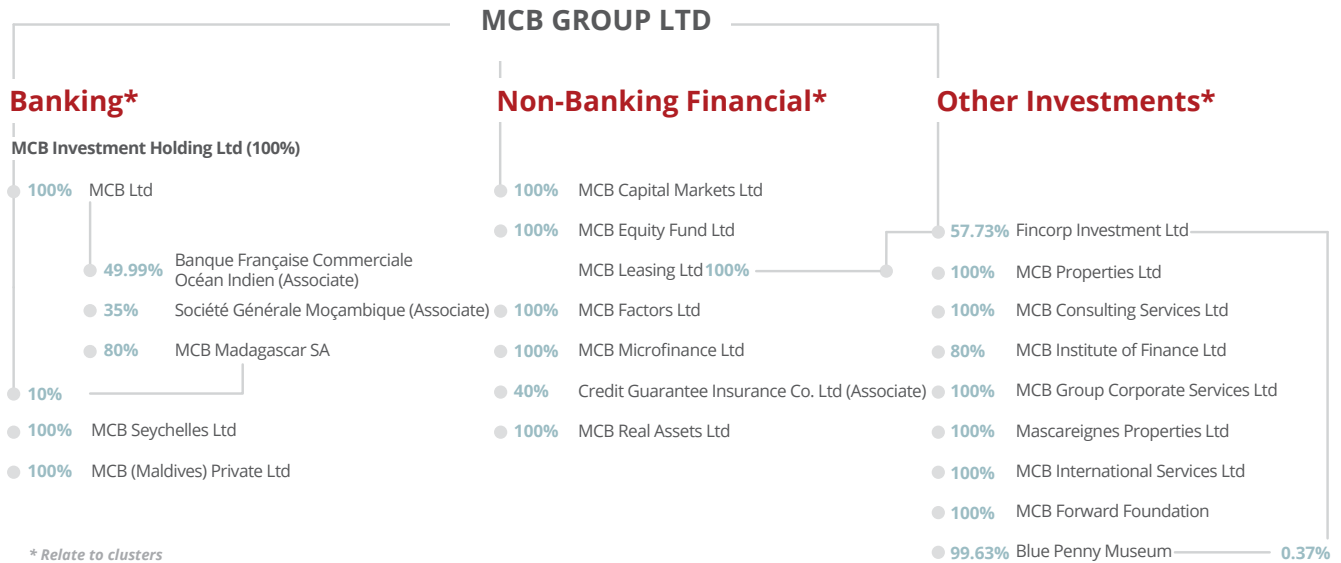 MCB GROUP LTD
Banking*
MCB Investment Holding Ltd (100%)
100% MCB Ltd
49.99% Banque Française Commerciale
Océan Indien (Associate)
35% Société Générale Moçambique (Associate)
80% MCB Madagascar SA
10%
100% MCB Seychelles Ltd
100% MCB (Maldives) Private Ltd
Non-Banking Financial*
100% MCB Capital Markets Ltd
100% MCB Equity Fund Ltd
MCB Leasing Ltd 100%
100% MCB Factors Ltd
100% MCB Microfinance Ltd
40% Credit Guarantee Insurance Co. Ltd (Associate)
100% MCB Real Assets Ltd
Other Investments*
57.73% Fincorp Investment Ltd
100% MCB Properties Ltd
100% MCB Consulting Services Ltd
80% MCB Institute of Finance Ltd
100% MCB Group Corporate Services Ltd
100% Mascareignes Properties Ltd
100% MCB International Services Ltd
100% MCB Forward Foundation
99.63% Blue Penny Museum 0.37%
* Relate to clusters